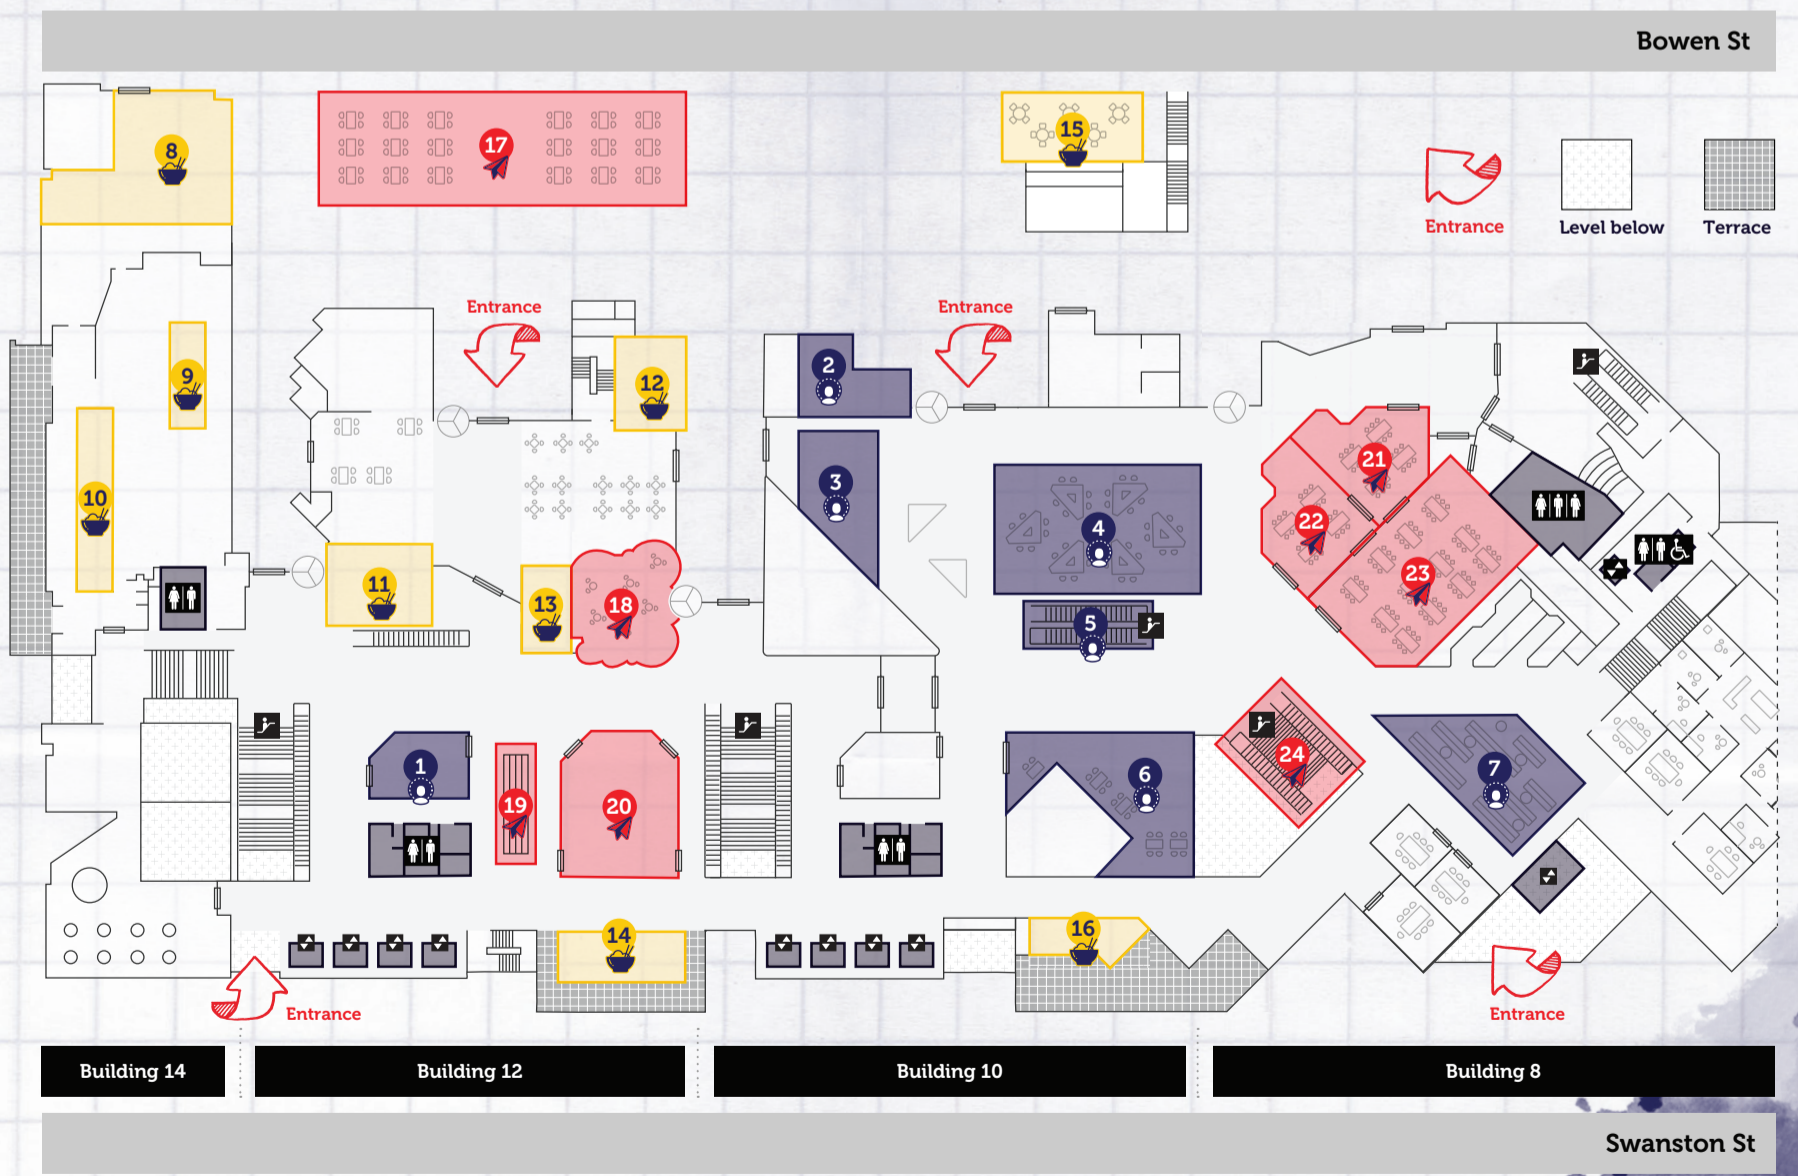 Bowen St
8
17
15
Entrance
Level below
Terrace
Entrance
Entrance
2
9
12
21
3
10
22
4
23
11
13
18
5
1
19
20
6
24
7
14
16
Entrance
Entrance
Building 14
Building 12
Building 10
Building 8
Swanston St